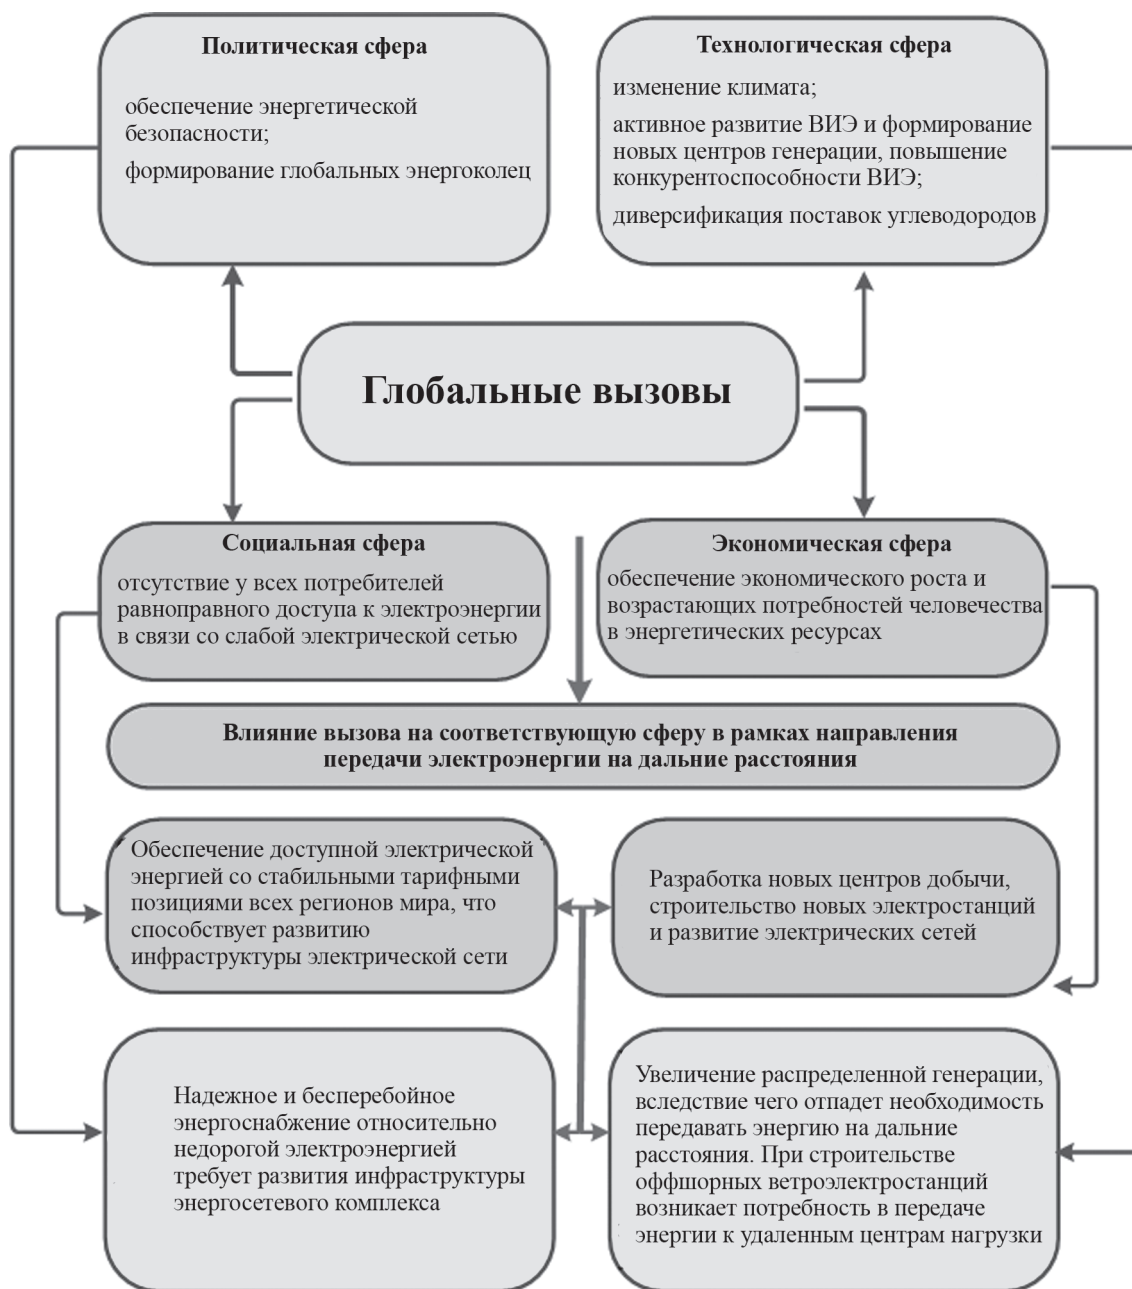 Политическая сфера
обеспечение энергетической
безопасности;
формирование глобальных энергоколец
Технологическая сфера
изменение климата;
активное развитие ВИЭ и формирование
новых центров генерации, повышение
конкурентоспособности ВИЭ;
диверсификация поставок углеводородов
Глобальные вызовы
Социальная сфера
отсутствие у всех потребителей
равноправного доступа к электроэнергии
в связи со слабой электрической сетью
Экономическая сфера
обеспечение экономического роста и
возрастающих потребностей человечества
в энергетических ресурсах
Влияние вызова на соответствующую сферу в рамках направления
передачи электроэнергии на дальние расстояния
Обеспечение доступной электрической
энергией со стабильными тарифными
позициями всех регионов мира, что
способствует развитию
инфраструктуры электрической сети
Разработка новых центров добычи,
строительство новых электростанций
и развитие электрических сетей
Надежное и бесперебойное
энергоснабжение относительно
недорогой электроэнергией
требует развития инфраструктуры
энергосетевого комплекса
Увеличение распределенной генерации,
вследствие чего отпадет необходимость
передавать энергию на дальние
расстояния. При строительстве
оффшорных ветроэлектростанций
возникает потребность в передаче
энергии к удаленным центрам нагрузки